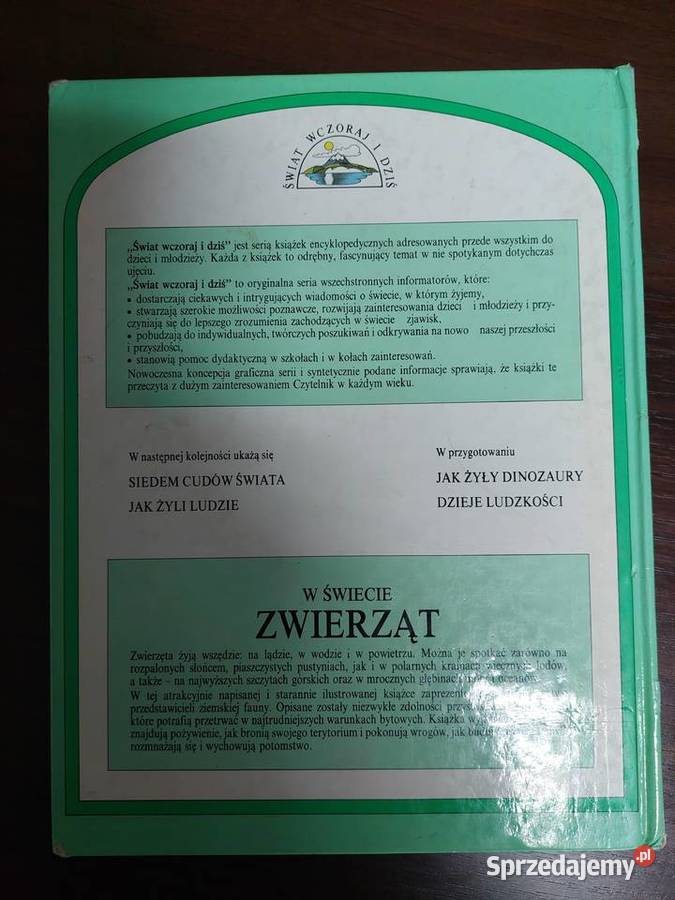 ŚWIAT WCZORAJ I DZIŚ
„Świat wczoraj i dziś” jest serią książek encyklopedycznych adresowanych przede wszystkim do
dzieci i młodzieży. Każda z książek to odrębny, fascynujący temat w nie spotykanym dotychczas
ujęciu.
„Świat wczoraj i dziś” to oryginalna seria wszechstronnych informatorów, które:
• dostarczają ciekawych i intrygujących wiadomości o świecie, w którym żyjemy,
• stwarzają szerokie możliwości poznawcze, rozwijają zainteresowania dzieci i młodzieży i przy-
czyniają się do lepszego zrozumienia zachodzących w świecie zjawisk,
• pobudzają do indywidualnych, twórczych poszukiwań i odkrywania na nowo naszej przeszłości
i przyszłości,
• stanowią pomoc dydaktyczną w szkołach i w kołach zainteresowań.
Nowoczesna koncepcja graficzna serii i syntetycznie podane informacje sprawiają, że książki te
przeczyta z dużym zainteresowaniem Czytelnik w każdym wieku.
W następnej kolejności ukażą się
SIEDEM CUDÓW ŚWIATA
JAK ŻYLI LUDZIE
W przygotowaniu
JAK ŻYŁY DINOZAURY
DZIEJE LUDZKOŚCI
W ŚWIECIE
ZWIERZĄT
Zwierzęta żyją wszędzie: na lądzie, w wodzie i w powietrzu. Można je spotkać zarówno na
rozpalonych słońcem, piaszczystych pustyniach, jak i w polarnych krainach wiecznych lodów,
a także – na najwyższych szczytach górskich oraz w mrocznych głębinach mórz i oceanów.
W tej atrakcyjnie napisanej i starannie ilustrowanej książce
przedstawicieli ziemskiej fauny. Opisane zostały niezwykłe zdolności
które potrafią przetrwać w najtrudniejszych warunkach bytowych. Książka
znajdują pożywienie, jak bronią swojego terytorium i pokonują wrogów, jak
rozmnażają się i wychowują potomstwo.
Sprzedajemy.pl